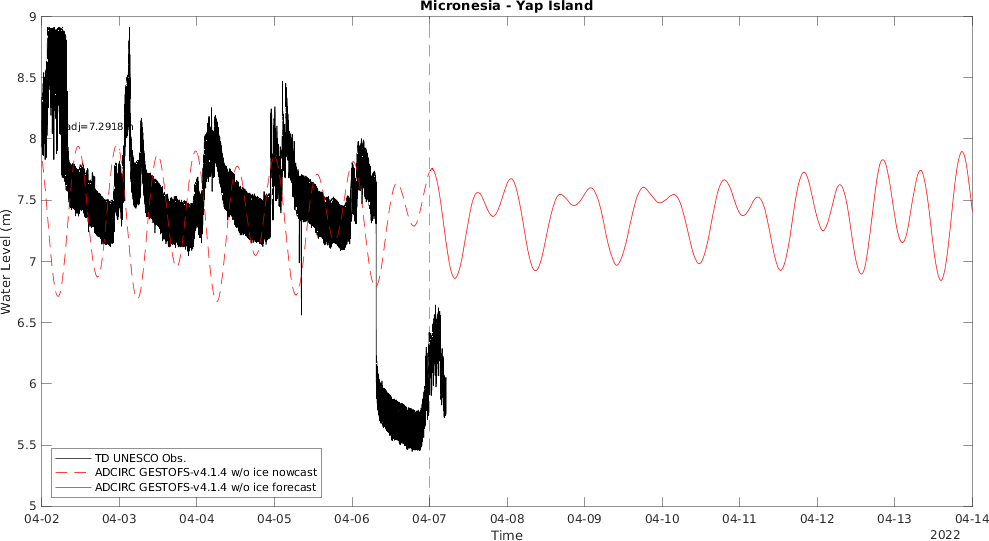 Micronesia - Yap Island
Water Level (m)
9
8.5
8
7.5
7
6.5
6
5.5
5
adj=7.2918m
TD UNESCO Obs.
ADCIRC GESTOFS-v4.1.4 w/o ice nowcast
ADCIRC GESTOFS-v4.1.4 w/o ice forecast
04-02 04-03 04-04 04-05 04-06 04-07 04-08 04-09 04-10 04-11 04-12 04-13 04-14
Time
2022